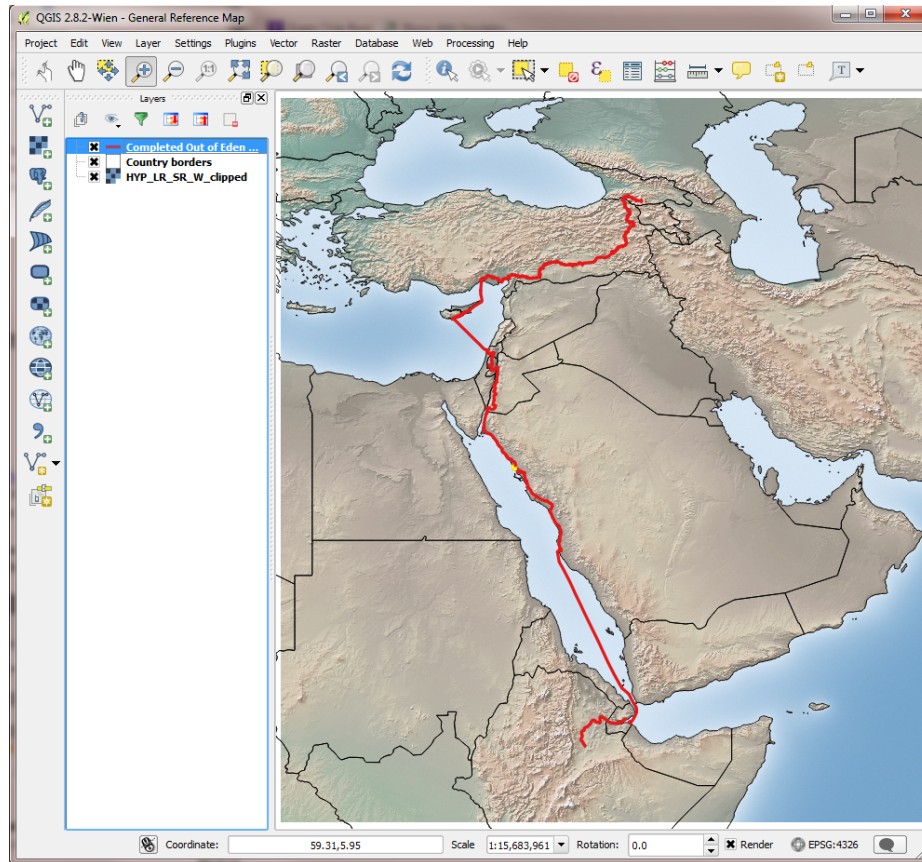 QGIS 2.8.2-Wien - General Reference Map
Project Edit View Layer Settings Plugins Vector Raster Database Web Processing Help
1:1
T
Layers
Completed Out of Eden ...
Country borders
HYP_LR_SR_W_clipped
Coordinate: 59.31,5.95 Scale 1:15,683,961 Rotation: 0.0 Render EPSG:4326